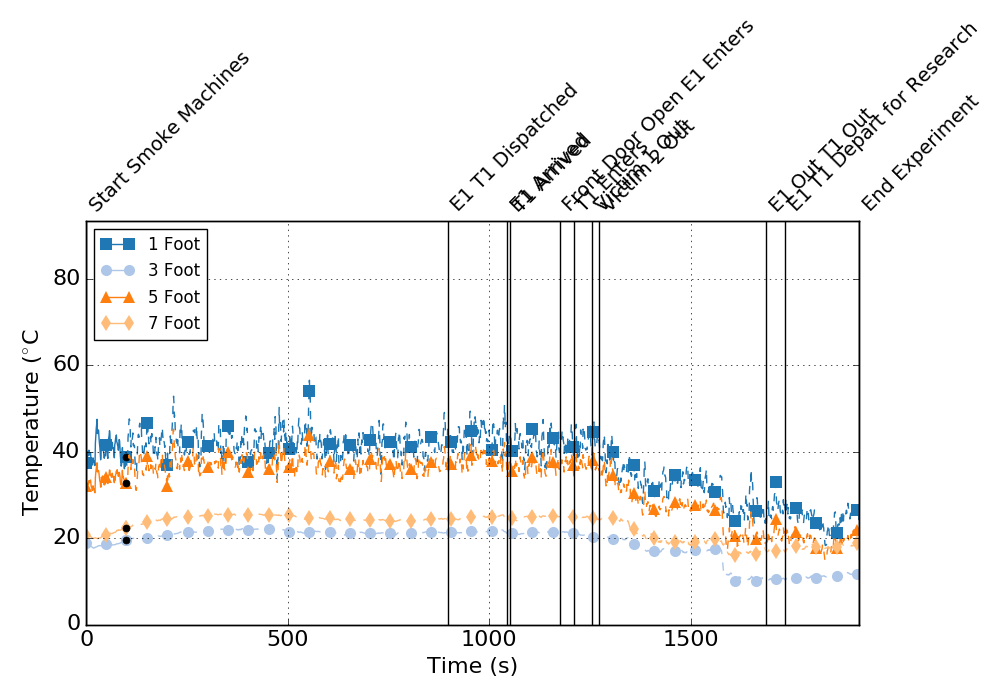 Start Smoke Machines
E1 T1 Dispatched
E1 Arrived
T1 Arrived
Front Door Open E1 Enters
T1 Enters
Victim 1 Out
Victim 2 Out
E1 Out T1 Out
E1 T1 Depart for Research
End Experiment
80
60
40
20
0
1 Foot
3 Foot
5 Foot
7 Foot
Temperature (°C
0
500
1000
1500
Time (s)